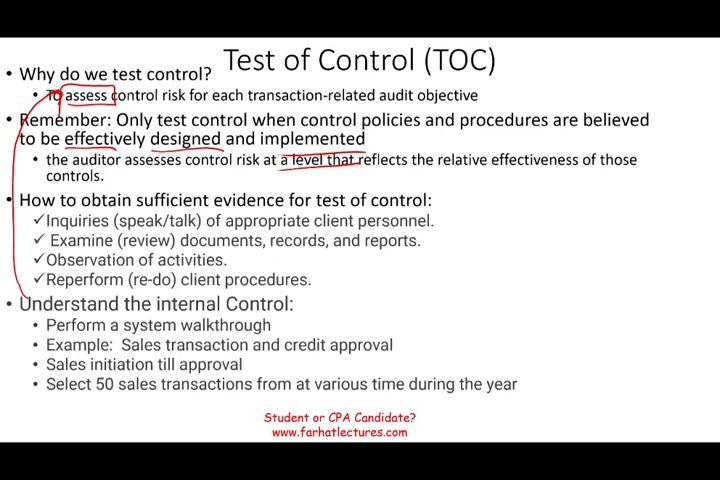 Test of Control (TOC)
• Why do we test control?
• To assess control risk for each transaction-related audit objective
• Remember: Only test control when control policies and procedures are believed
to be effectively designed and implemented
• the auditor assesses control risk at a level that reflects the relative effectiveness of those
controls.
• How to obtain sufficient evidence for test of control:
✓Inquiries (speak/talk) of appropriate client personnel.
✓ Examine (review) documents, records, and reports.
✓Observation of activities.
✓Reperform (re-do) client procedures.
• Understand the internal Control:
• Perform a system walkthrough
• Example: Sales transaction and credit approval
• Sales initiation till approval
• Select 50 sales transactions from at various time during the year
Student or CPA Candidate?
www.farhatlectures.com